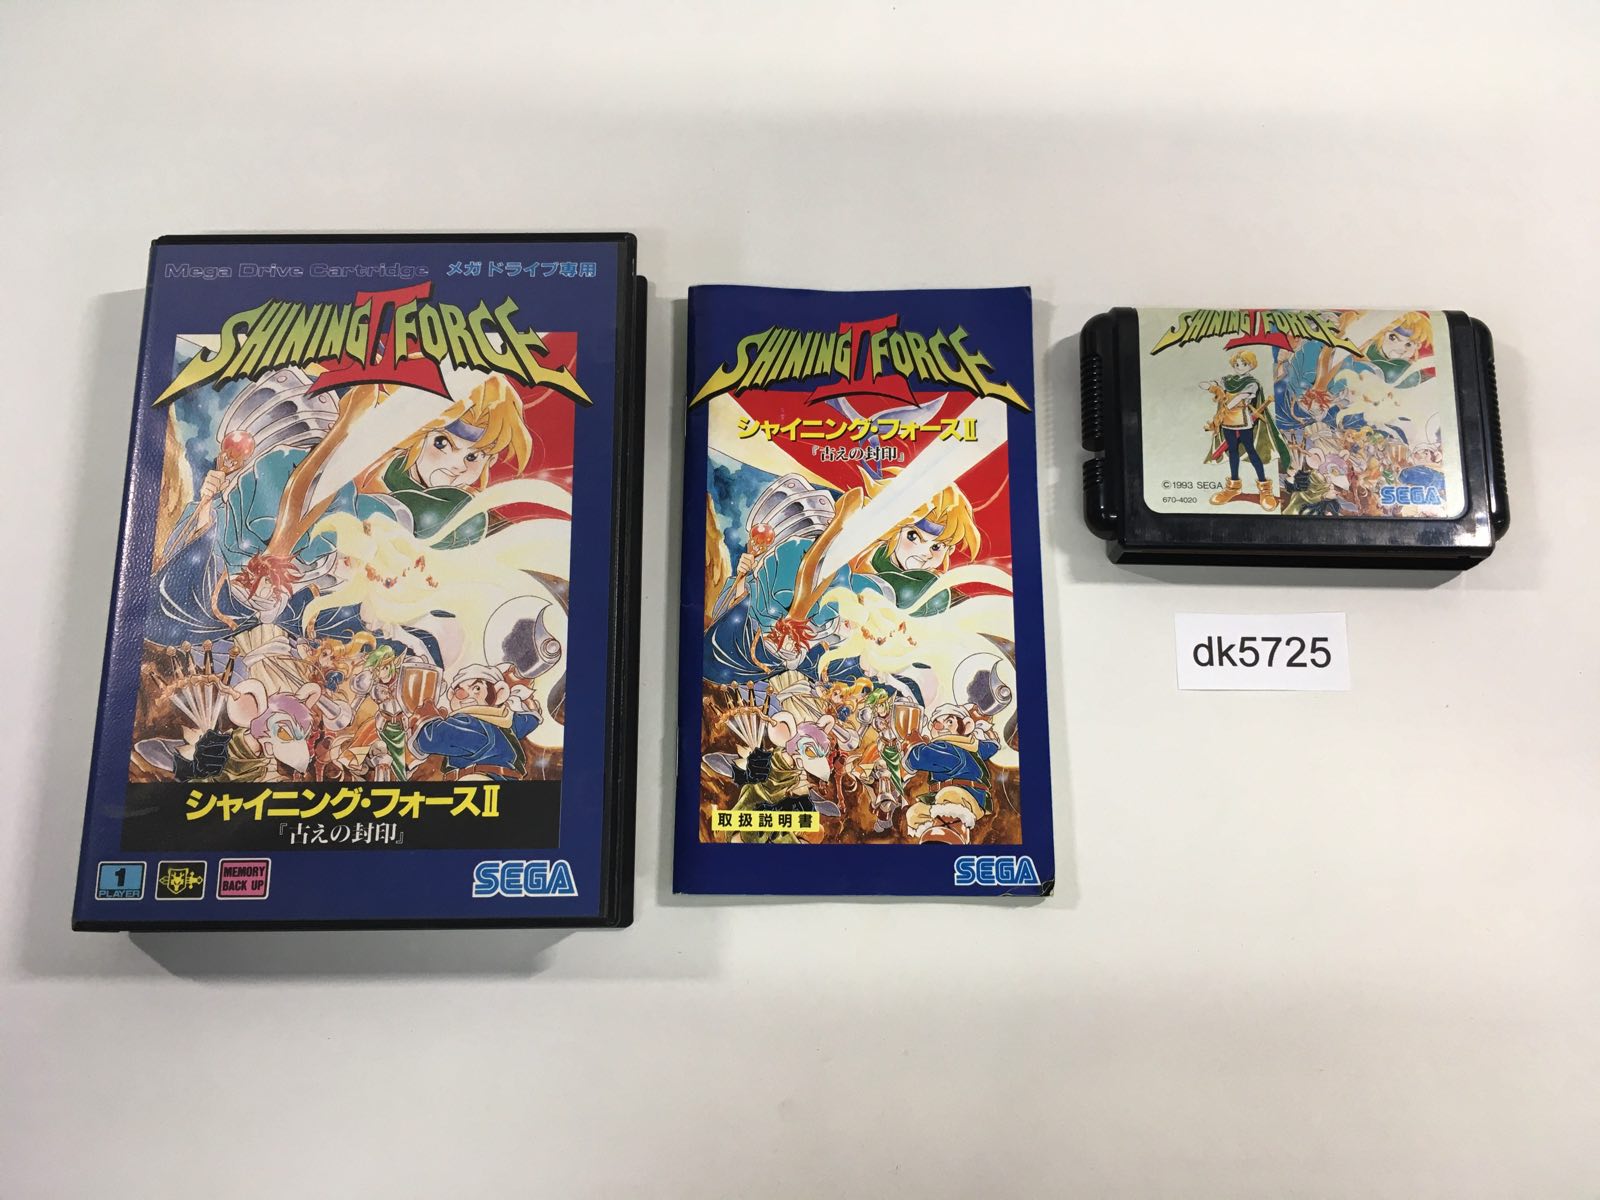 Mega Drive Cartridge メガドライブ専用
SHINING FORCE II
シャイニング・フォースⅡ
『古えの封印』
1
PLAYER
MEMORY
BACK UP
SEGA
SHINING FORCE II
シャイニング・フォースⅡ
『古えの封印』
取扱説明書
SEGA
SHINING FORCE II
©1993 SEGA
670-4020
SEGA
dk5725